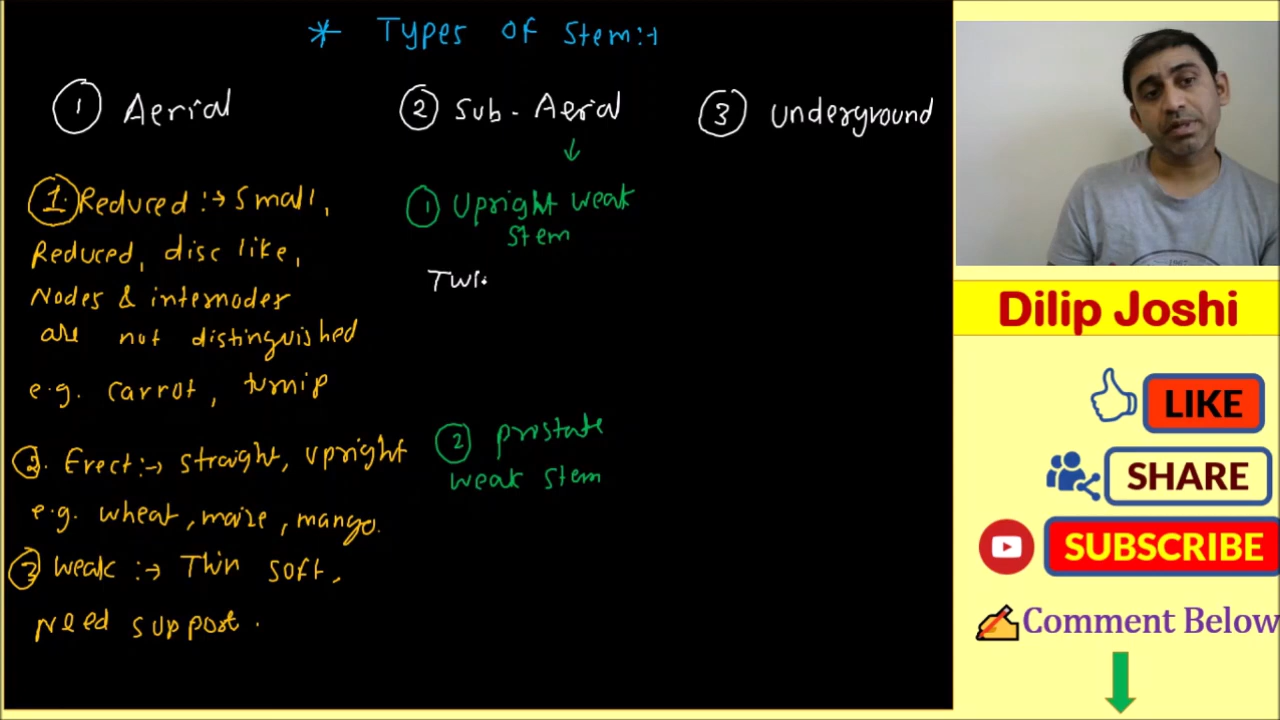 * Types of Stem:→
① Aerial
② Sub-Aerial
③ Underground
①. Reduced :→ Small,
Reduced, disc like,
Nodes & internodes
are not distinguished
e.g. carrot, turnip
②. Erect:→ straight, upright
e.g. wheat, maize, mango.
③ Weak :→ Thin soft,
Need support.
↓
① Upright weak
stem
Twi
② prostate
weak stem
Dilip Joshi
LIKE
SHARE
SUBSCRIBE
Comment Below